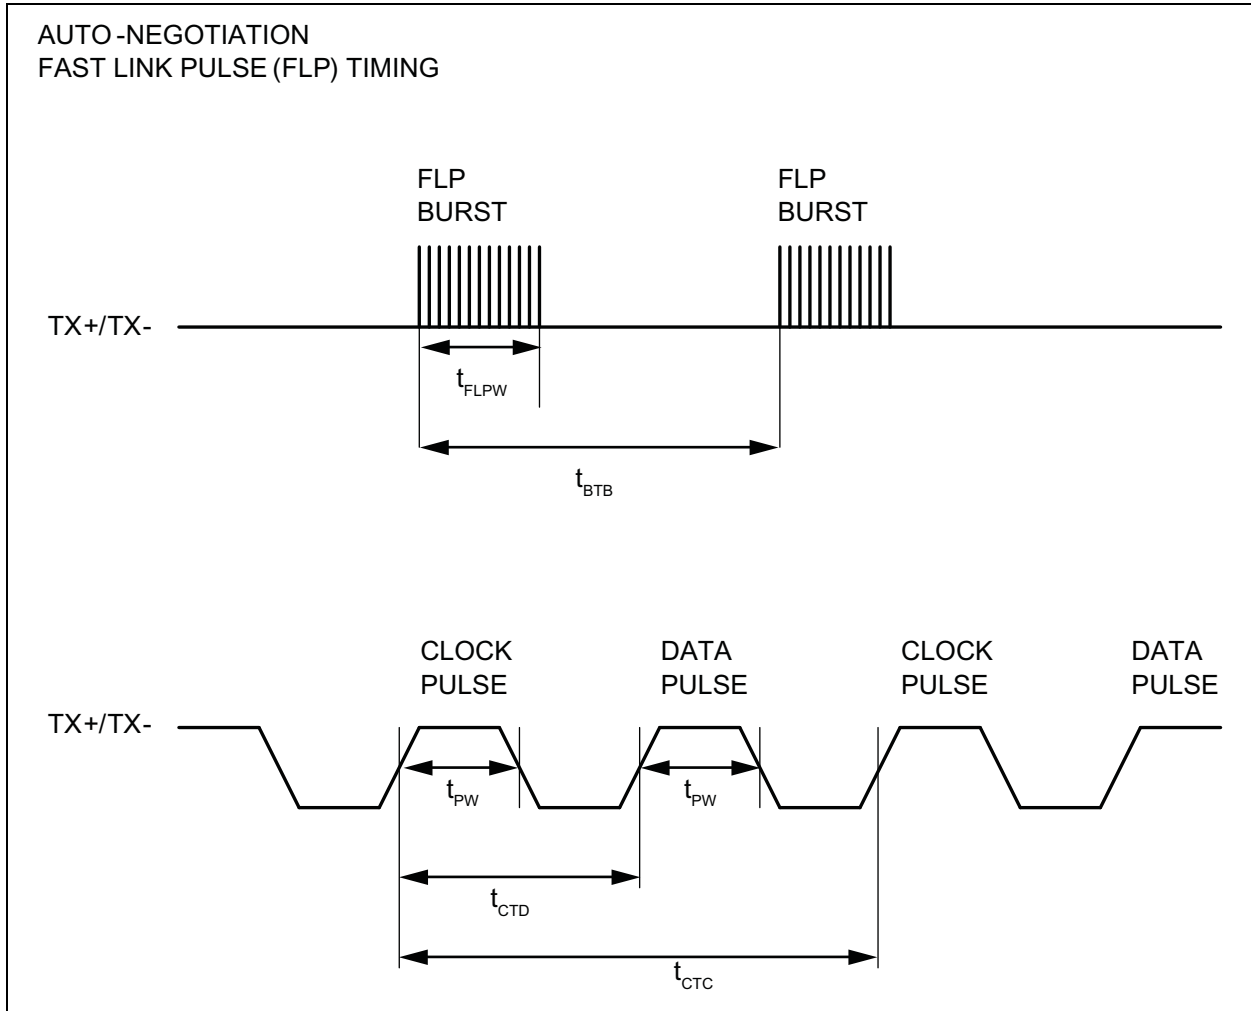 AUTO-NEGOTIATION
FAST LINK PULSE (FLP) TIMING
FLP BURST
FLP BURST
TX+/TX-
tFLPW
tBTB
CLOCK PULSE
DATA PULSE
CLOCK PULSE
DATA PULSE
TX+/TX-
tPW
tPW
tCTD
tCTC